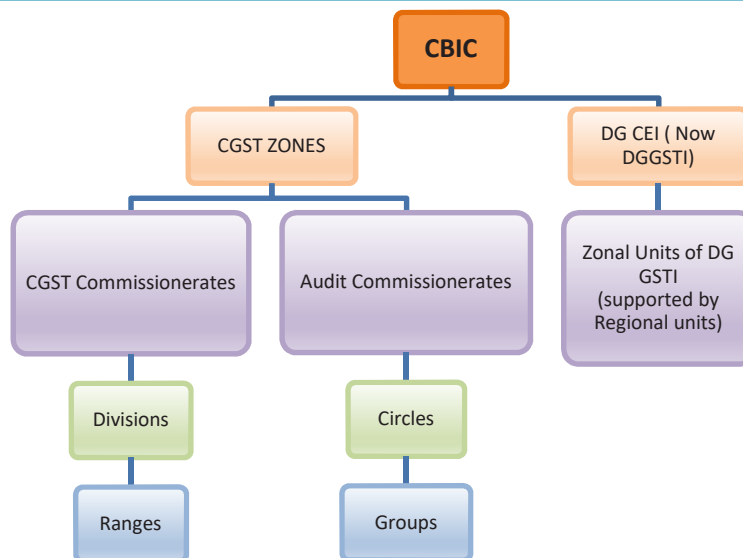 CBIC
CGST ZONES
DG CEI ( Now
DGGSTI)
CGST Commissionerates
Audit Commissionerates
Zonal Units of DG
GSTI
(supported by
Regional units)
Divisions
Circles
Ranges
Groups